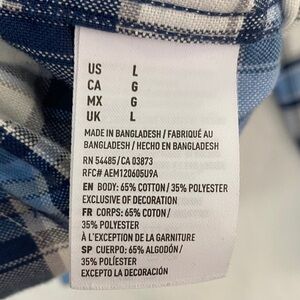 US L
CA G
MX G
UK L
MADE IN BANGLADESH / FABRIQUÉ AU
BANGLADESH / HECHO EN BANGLADESH
RN 54485/CA 03873
RFC# AEM120605U9A
EN BODY: 65% COTTON / 35% POLYESTER
EXCLUSIVE OF DECORATION
FR CORPS: 65% COTON /
35% POLYESTER
À L'EXCEPTION DE LA GARNITURE
SP CUERPO: 65% ALGODÓN /
35% POLIÉSTER
EXCEPTO LA DECORACIÓN